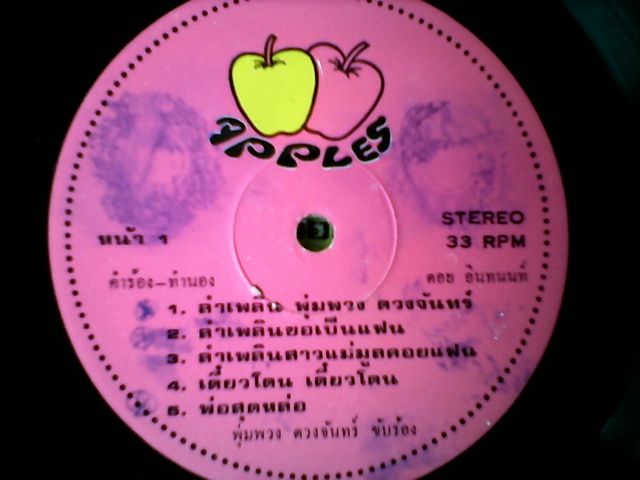 APPLES
หน้า 1
STEREO
33 RPM
คำร้อง-ทำนอง ดอย อินทนนท์
1. ลำเพลิน พุ่มพวง ดวงจันทร์
2. ลำเพลินขอเป็นแฟน
3. ลำเพลินสาวแม่มูลคอยแฟน
4. เดี๋ยวโดน เดี๋ยวโดน
5. พ่อสุดหล่อ
พุ่มพวง ดวงจันทร์ ขับร้อง